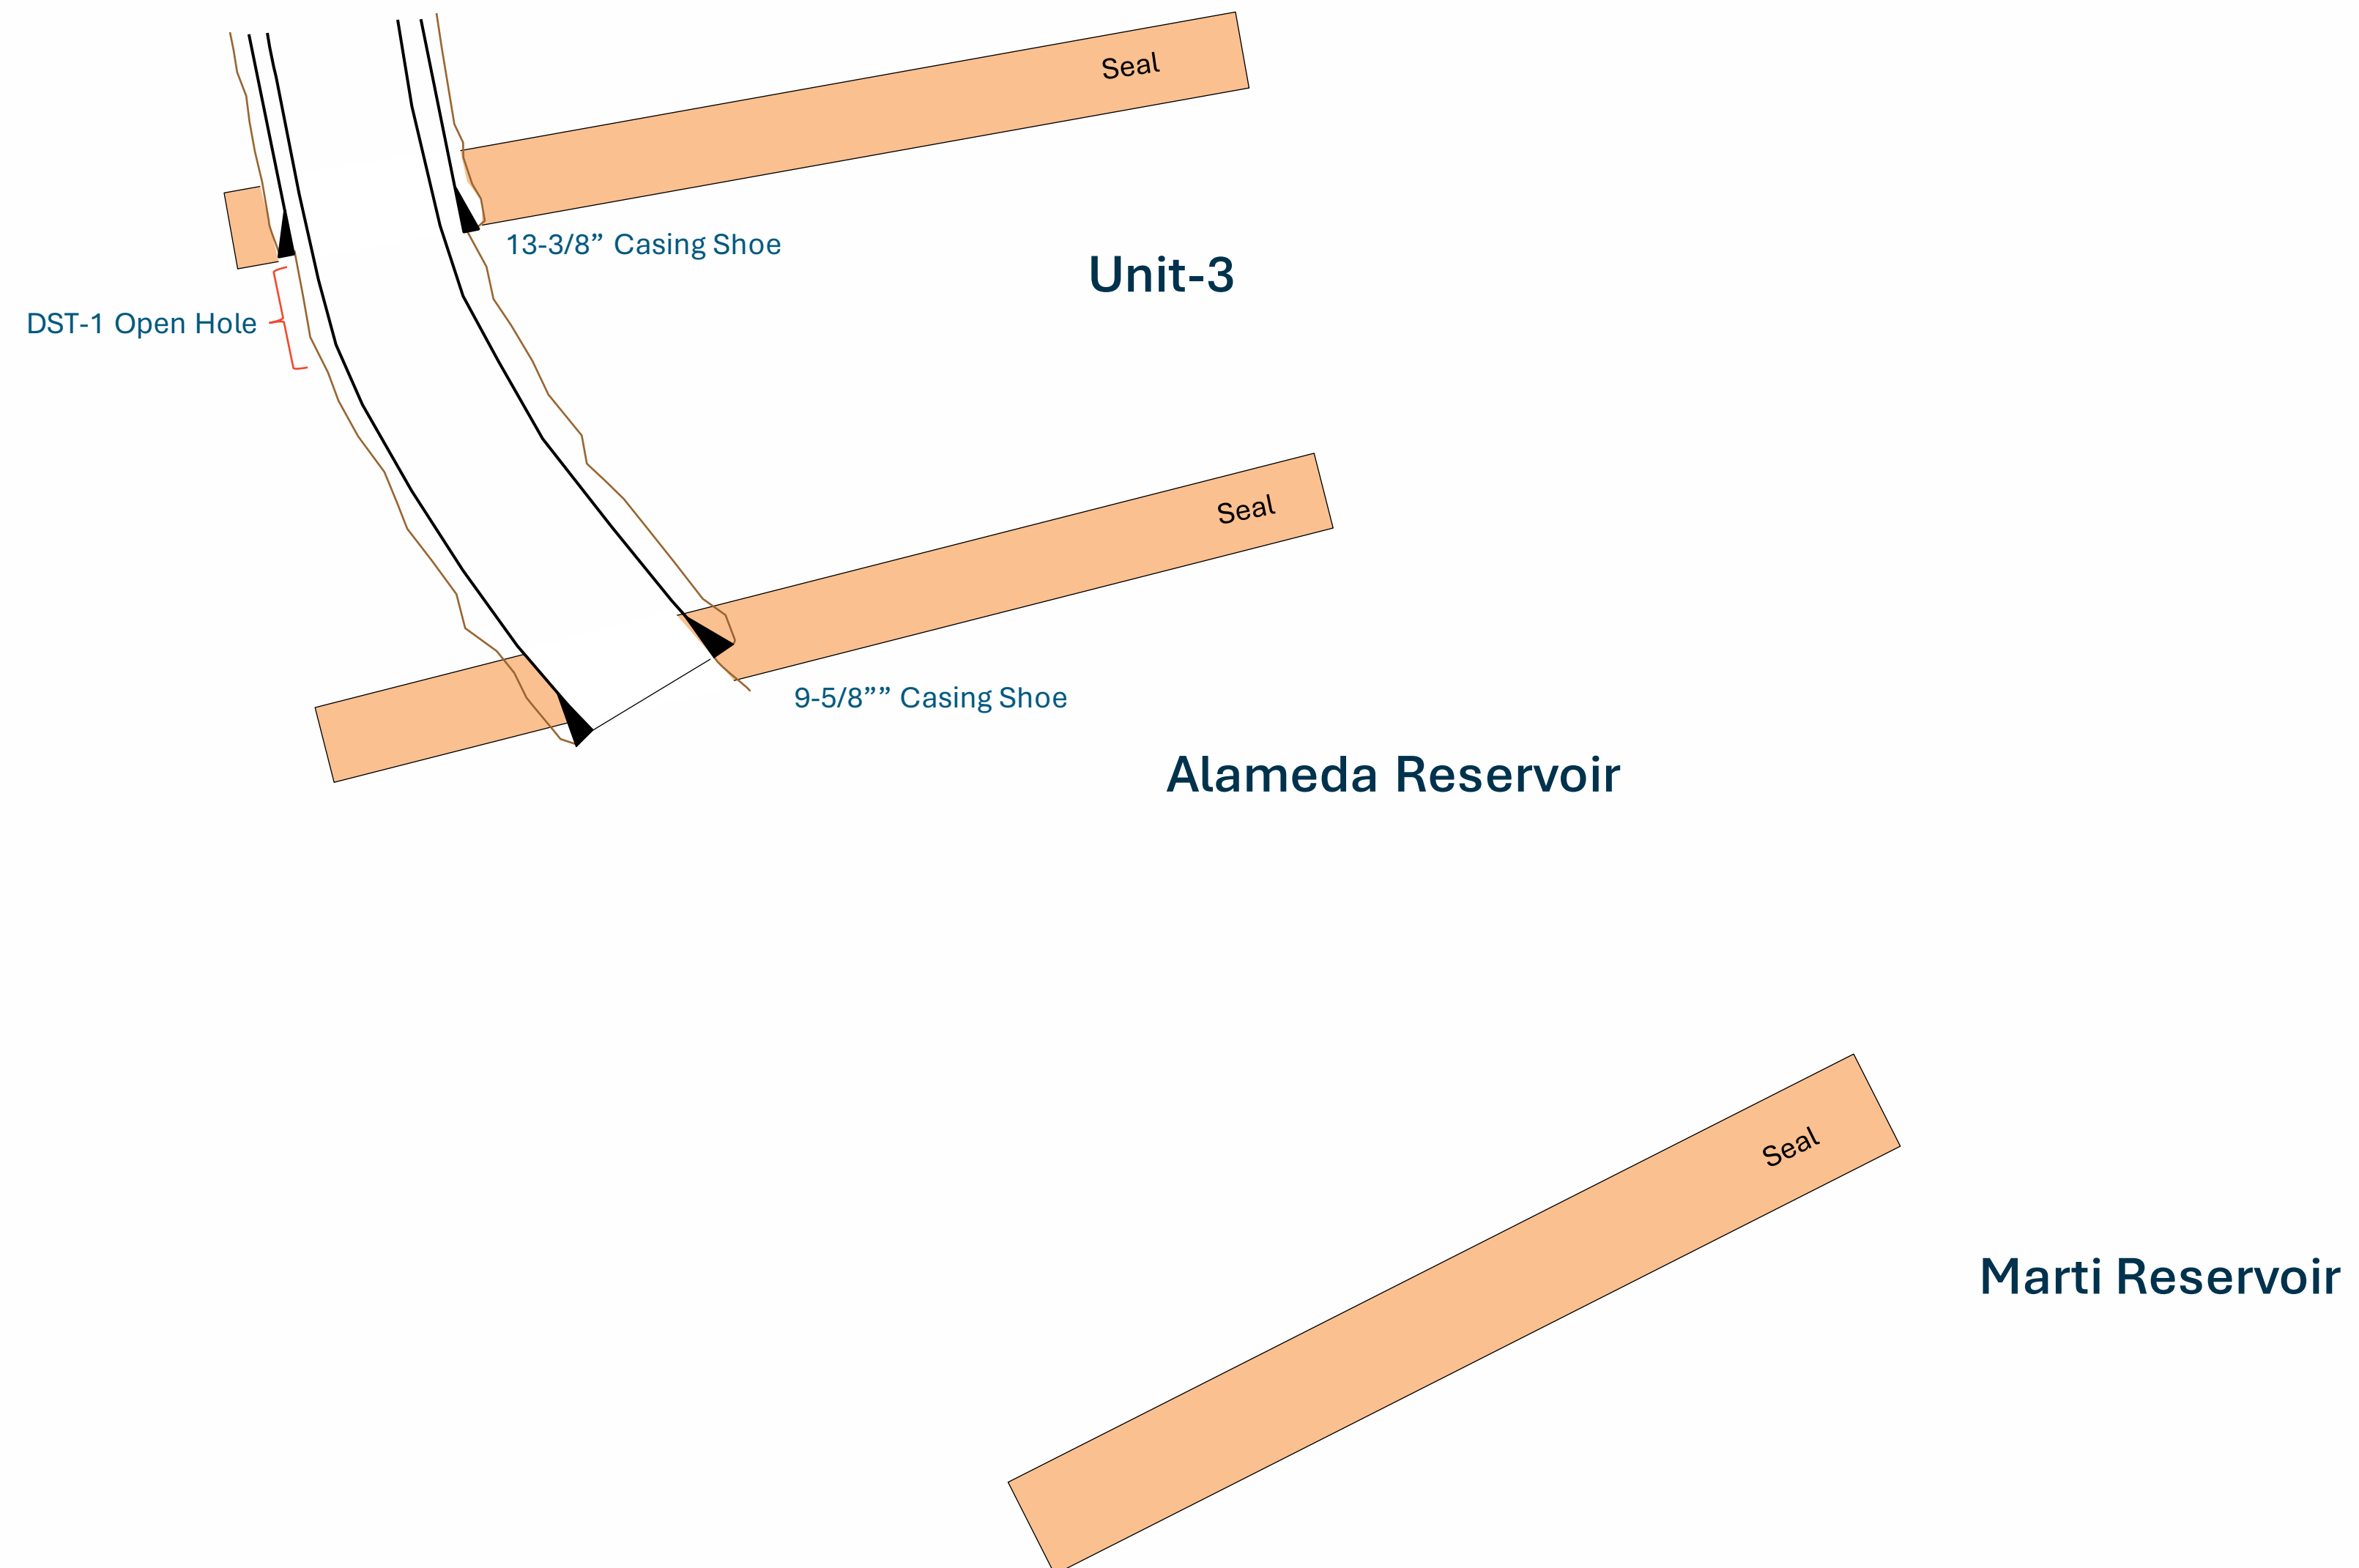 Seal
13-3/8” Casing Shoe
Unit-3
DST-1 Open Hole
Seal
9-5/8”” Casing Shoe
Alameda Reservoir
Seal
Marti Reservoir